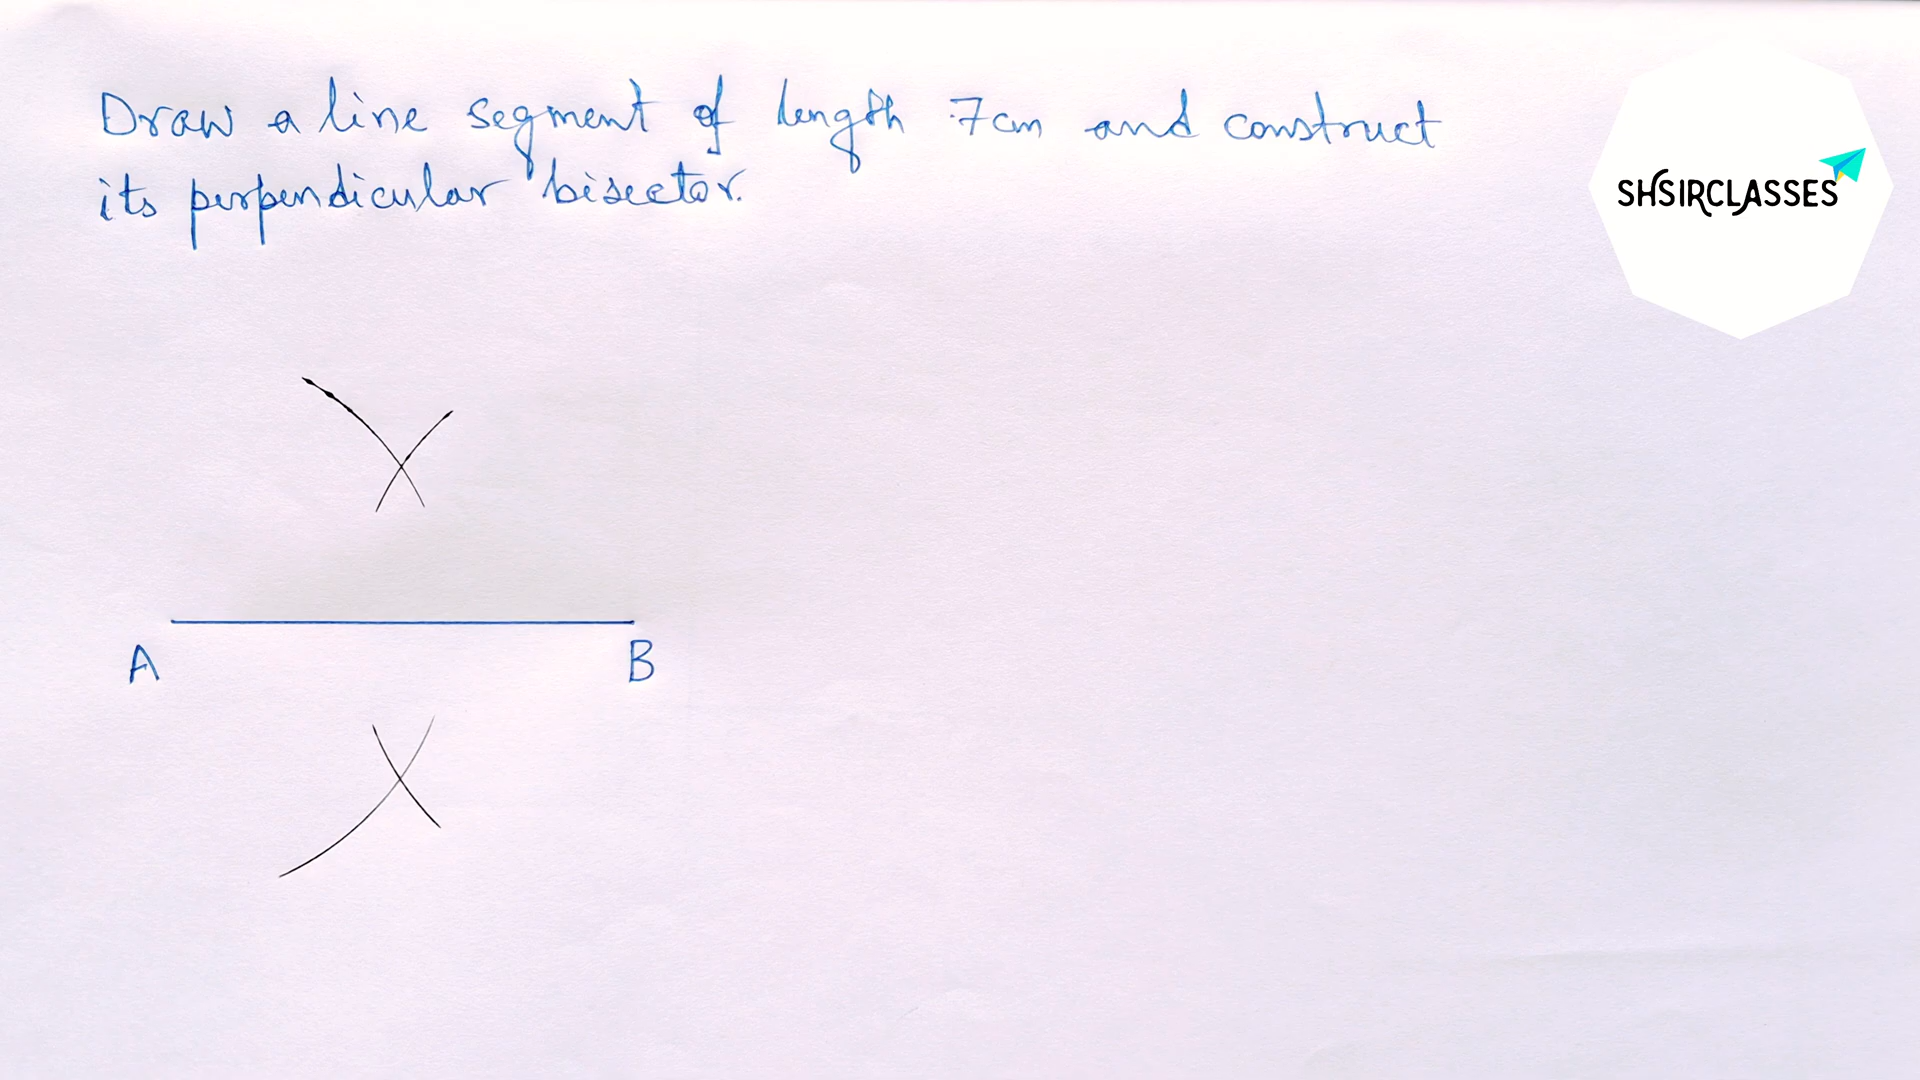 Draw a line segment of length 7cm and construct
its perpendicular bisector.
SHSIRCLASSES
A
B